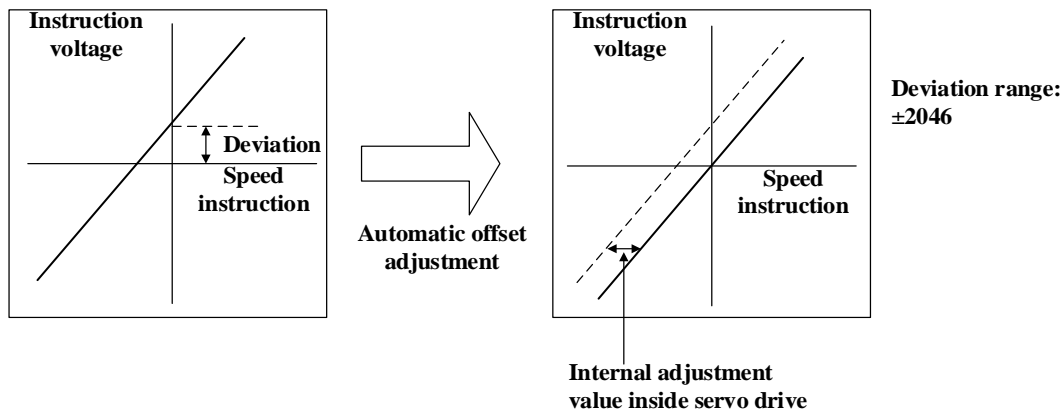 Instruction
voltage
Deviation
Speed
instruction
Automatic offset
adjustment
Instruction
voltage
Speed
instruction
Internal adjustment
value inside servo drive
Deviation range:
±2046